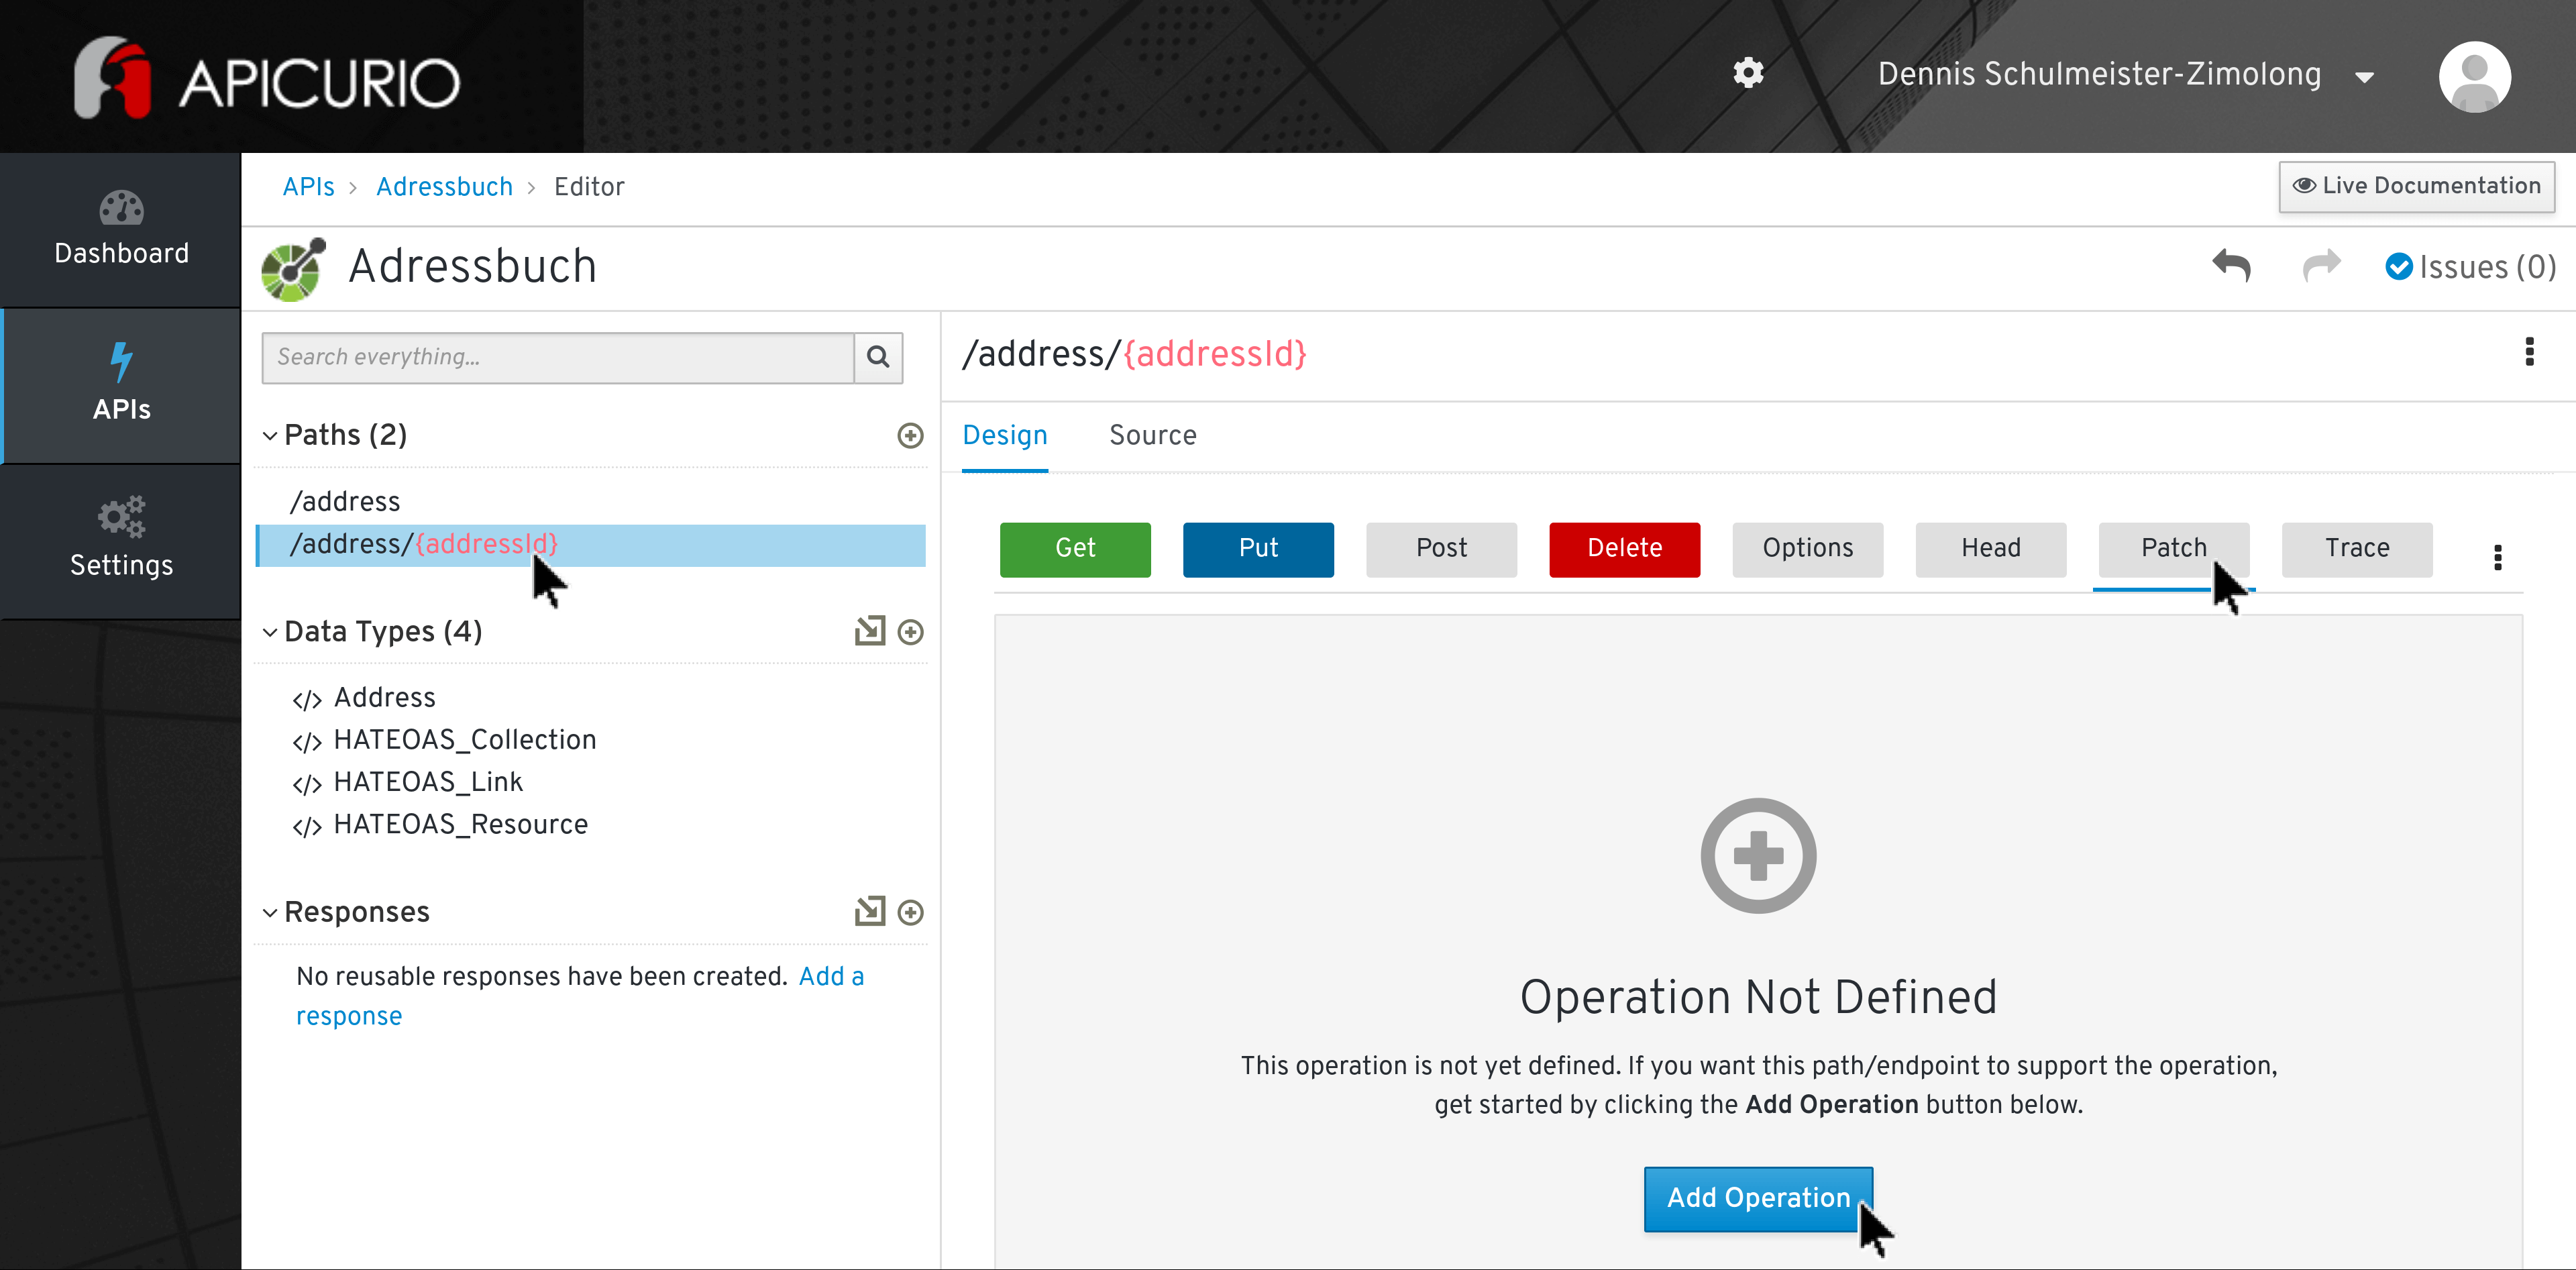 APICURIO
Dennis Schulmeister-Zimolong
Dashboard
APIs
Settings
APIs > Adressbuch > Editor
Live Documentation
Adressbuch
Issues (0)
Search everything...
Paths (2)
/address
/address/{addressId}
Data Types (4)
</> Address
</> HATEOAS_Collection
</> HATEOAS_Link
</> HATEOAS_Resource
Responses
No reusable responses have been created. Add a
response
/address/{addressId}
Design Source
Get Put Post Delete Options Head Patch Trace
Operation Not Defined
This operation is not yet defined. If you want this path/endpoint to support the operation,
get started by clicking the Add Operation button below.
Add Operation